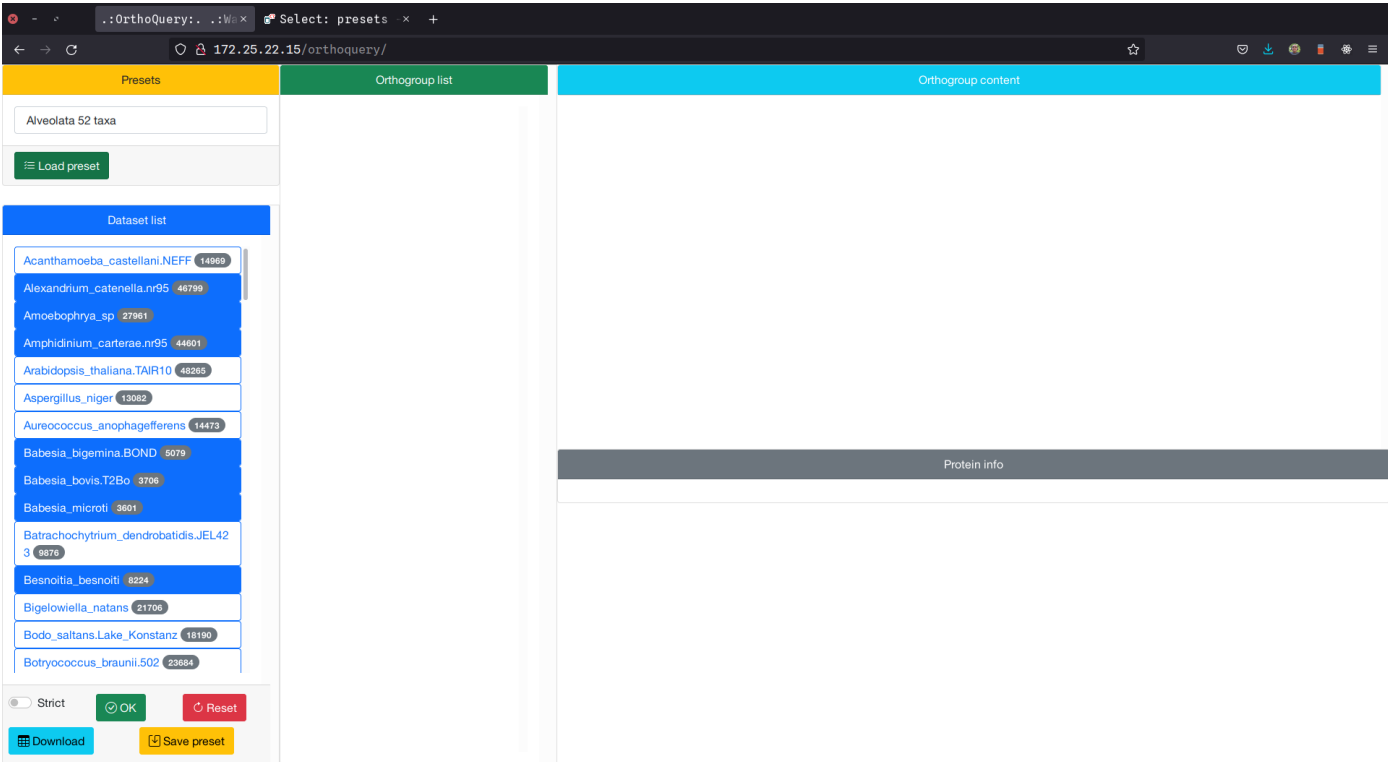 .:OrthoQuery:. .:Wa
Select: presets -
172.25.22.15/orthoquery/
Presets
Orthogroup list
Orthogroup content
Alveolata 52 taxa
Load preset
Dataset list
Acanthamoeba_castellani.NEFF 14969
Alexandrium_catenella.nr95 46799
Amoebophrya_sp 27961
Amphidinium_carterae.nr95 44601
Arabidopsis_thaliana.TAIR10 48265
Aspergillus_niger 13082
Aureococcus_anophagefferens 14473
Babesia_bigemina.BOND 5079
Babesia_bovis.T2Bo 3706
Babesia_microti 3601
Batrachochytrium_dendrobatidis.JEL42
3 9876
Besnoitia_besnoiti 8224
Bigelowiella_natans 21706
Bodo_saltans.Lake_Konstanz 18190
Botryococcus_braunii.502 23684
Protein info
Strict
OK
Reset
Download
Save preset